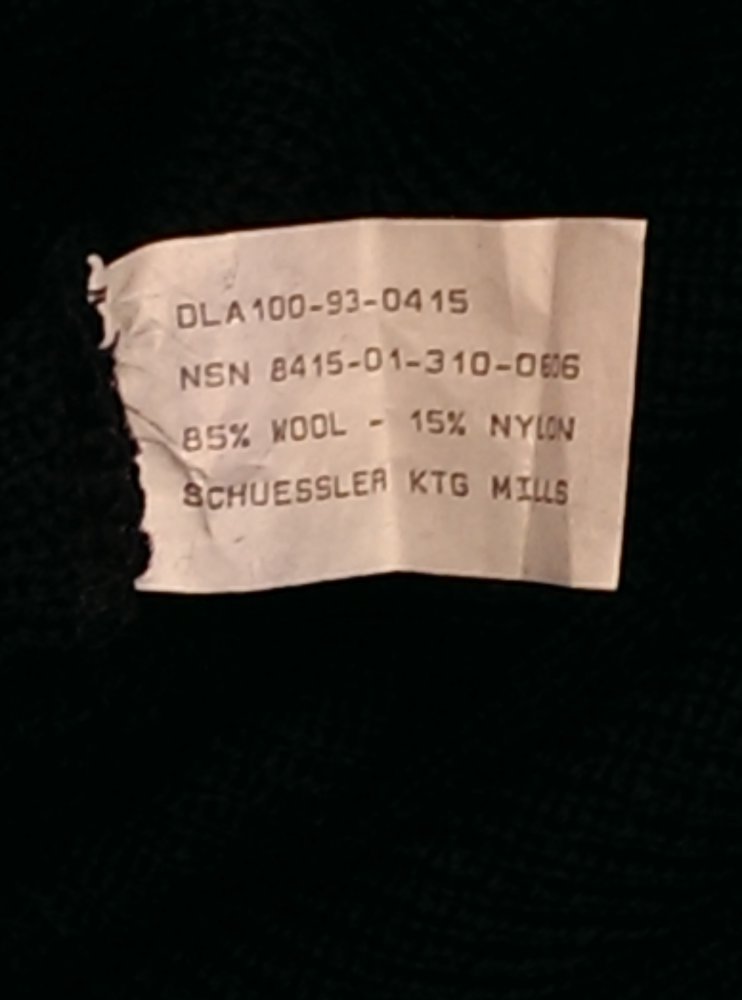 DLA100-93-0415
NSN 8415-01-310-0606
85% WOOL - 15% NYLON
SCHUESSLER KTG MILLS